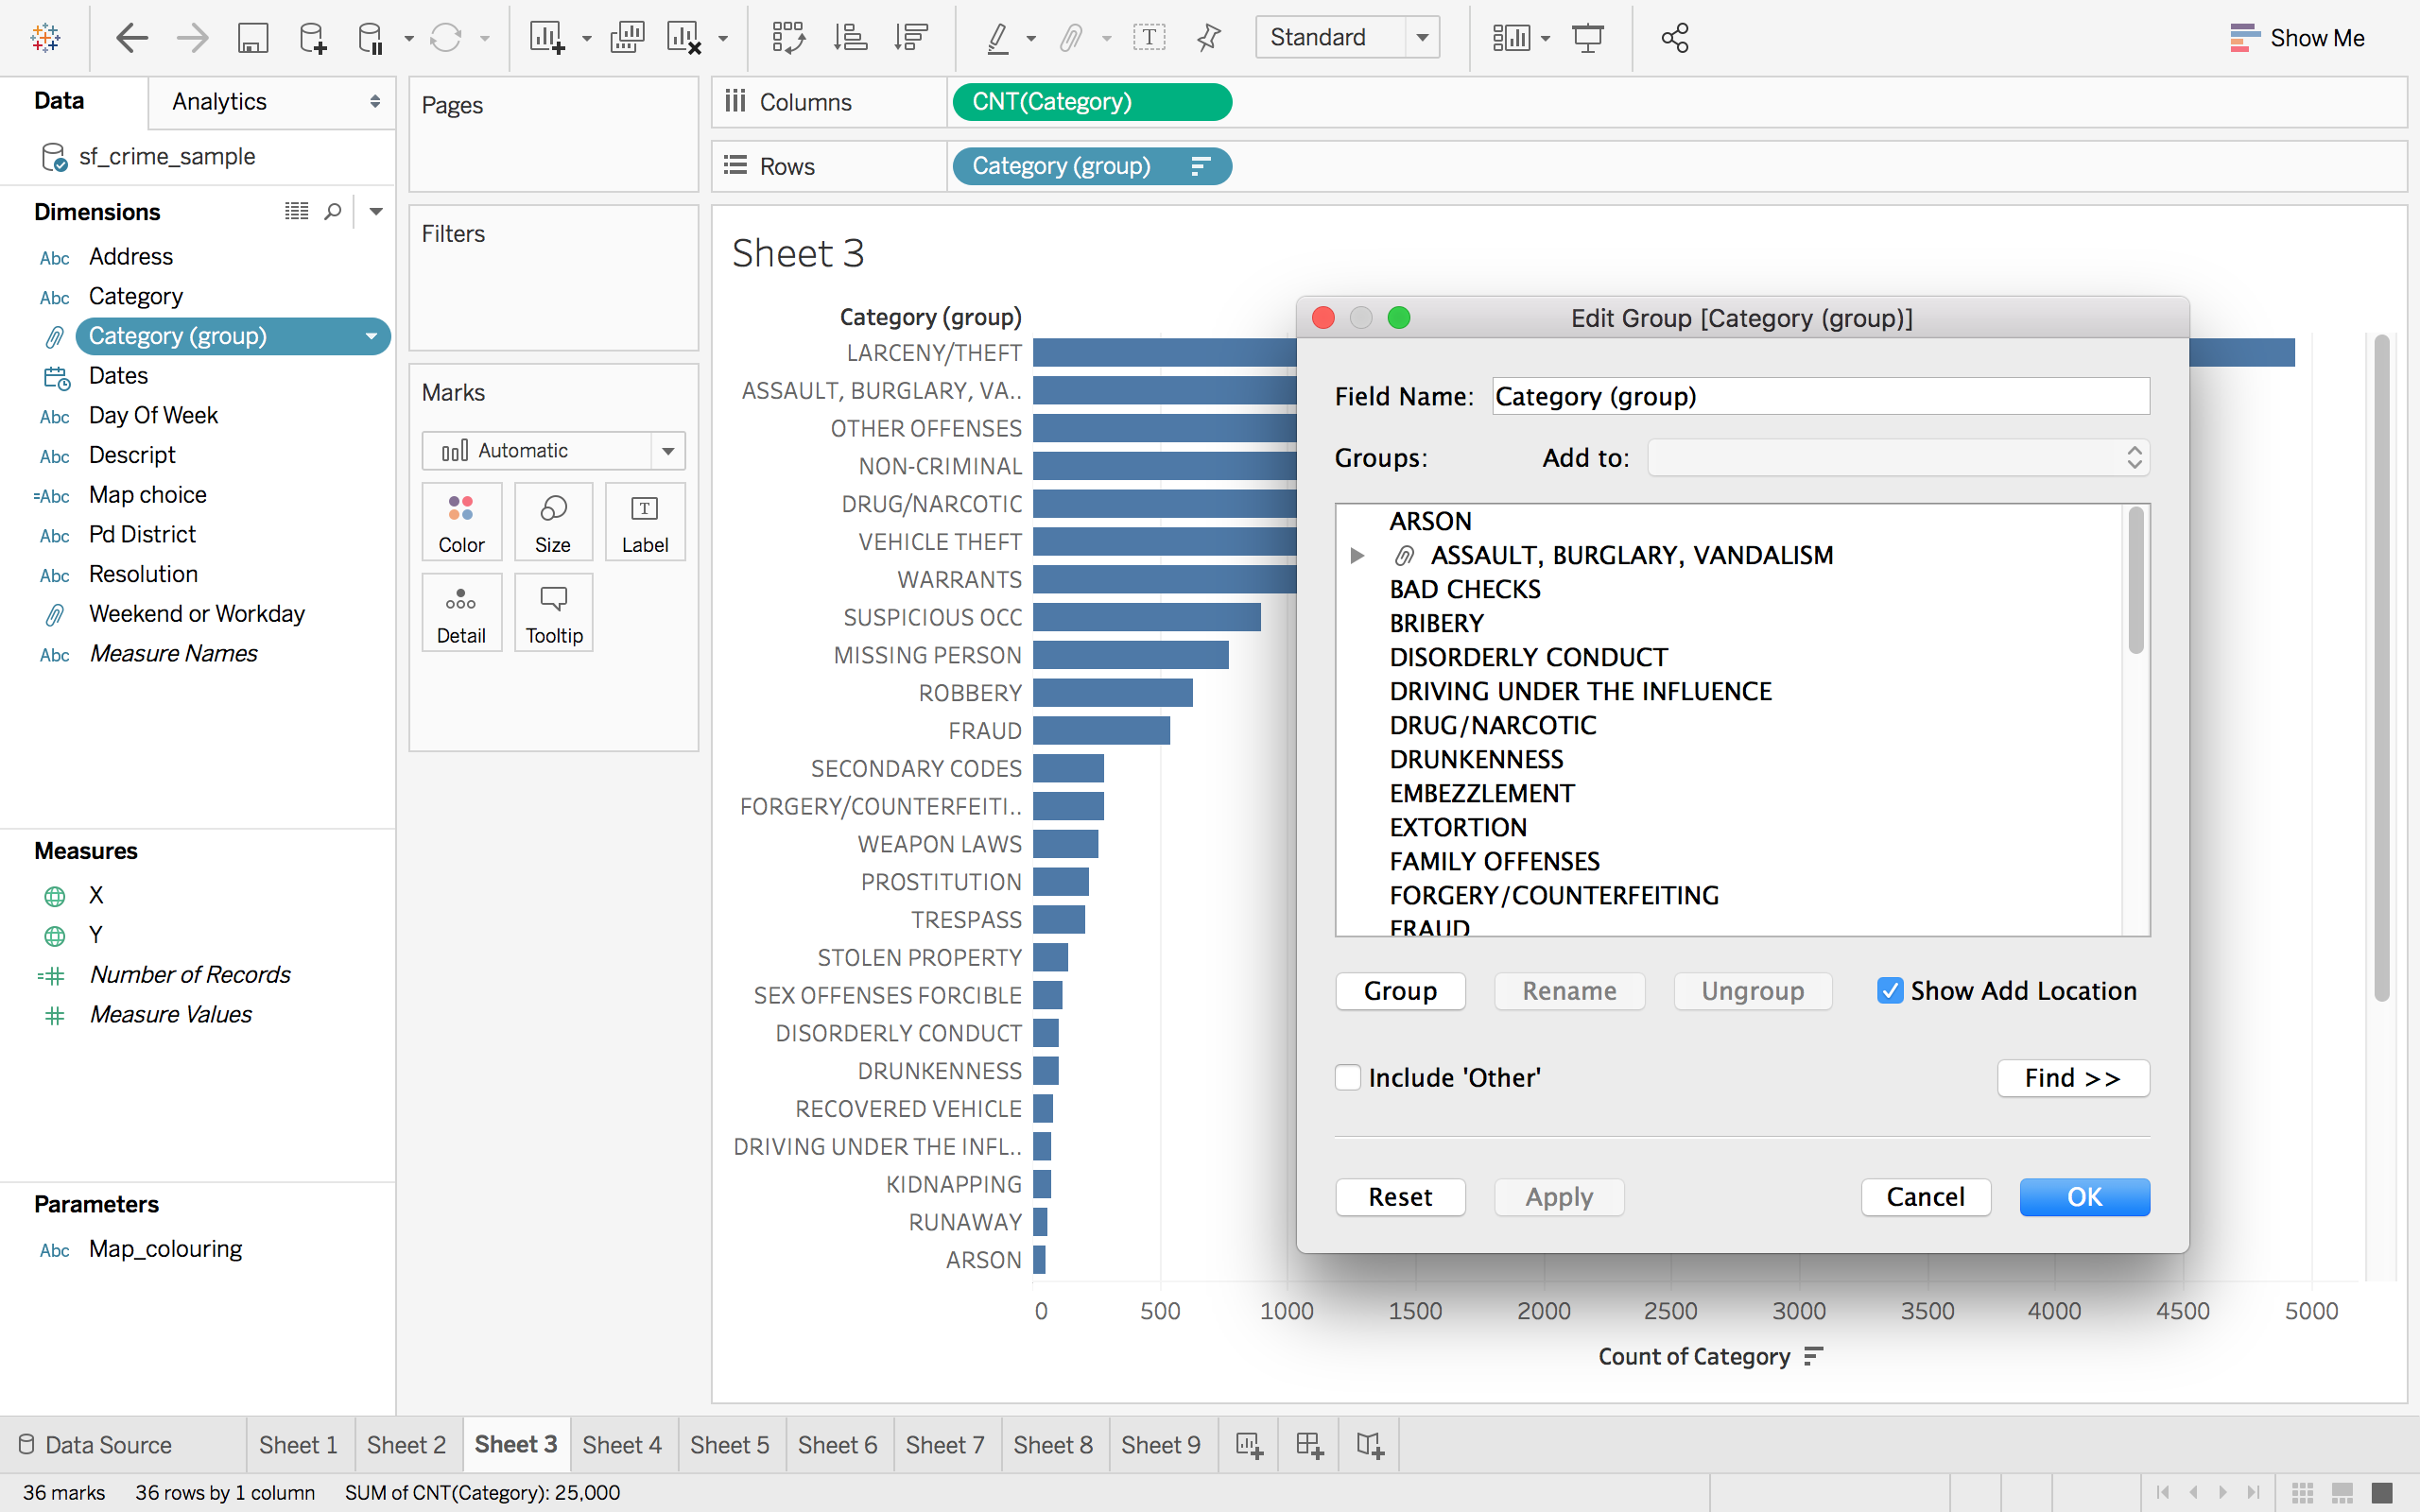 Standard
Show Me
Data
Analytics
sf_crime_sample
Dimensions
Abc Address
Abc Category
Category (group)
Dates
Abc Day Of Week
Abc Descript
=Abc Map choice
Abc Pd District
Abc Resolution
Weekend or Workday
Abc Measure Names
Measures
X
Y
=# Number of Records
# Measure Values
Parameters
Abc Map_colouring
Pages
Filters
Marks
Automatic
Color
Size
T
Label
Detail
Tooltip
Columns
CNT(Category)
Rows
Category (group)
Sheet 3
Category (group)
LARCENY/THEFT
ASSAULT, BURGLARY, VA..
OTHER OFFENSES
NON-CRIMINAL
DRUG/NARCOTIC
VEHICLE THEFT
WARRANTS
SUSPICIOUS OCC
MISSING PERSON
ROBBERY
FRAUD
SECONDARY CODES
FORGERY/COUNTERFEITI..
WEAPON LAWS
PROSTITUTION
TRESPASS
STOLEN PROPERTY
SEX OFFENSES FORCIBLE
DISORDERLY CONDUCT
DRUNKENNESS
RECOVERED VEHICLE
DRIVING UNDER THE INFL..
KIDNAPPING
RUNAWAY
ARSON
0 500 1000 1500 2000 2500 3000 3500 4000 4500 5000
Count of Category
Edit Group [Category (group)]
Field Name: Category (group)
Groups: Add to:
ARSON
ASSAULT, BURGLARY, VANDALISM
BAD CHECKS
BRIBERY
DISORDERLY CONDUCT
DRIVING UNDER THE INFLUENCE
DRUG/NARCOTIC
DRUNKENNESS
EMBEZZLEMENT
EXTORTION
FAMILY OFFENSES
FORGERY/COUNTERFEITING
FRAUD
Group Rename Ungroup Show Add Location
Include 'Other' Find >>
Reset Apply Cancel OK
Data Source Sheet 1 Sheet 2 Sheet 3 Sheet 4 Sheet 5 Sheet 6 Sheet 7 Sheet 8 Sheet 9
36 marks 36 rows by 1 column SUM of CNT(Category): 25,000